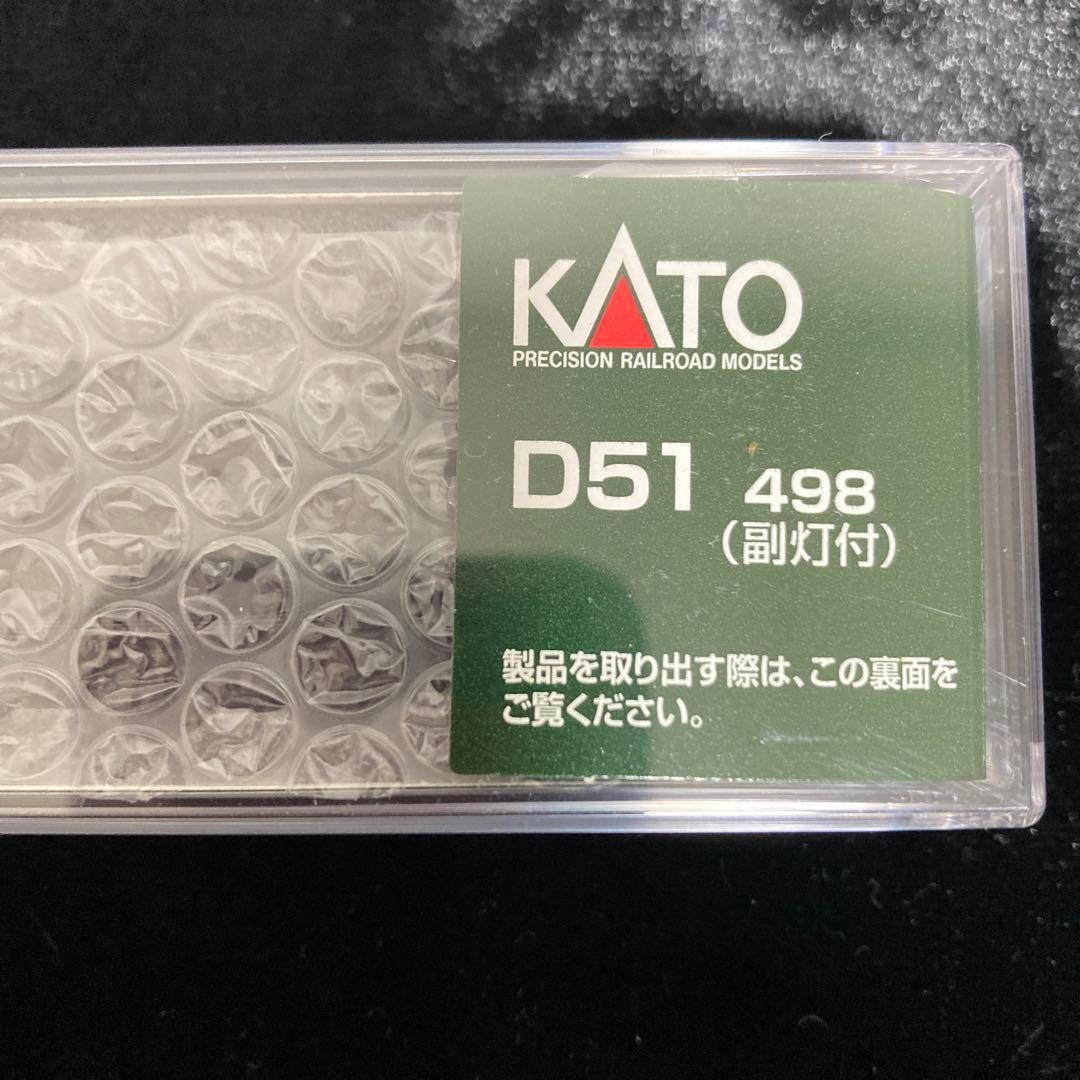 KATO
PRECISION RAILROAD MODELS
D51 498
(副灯付)
製品を取り出す際は、この裏面を
ご覧ください。